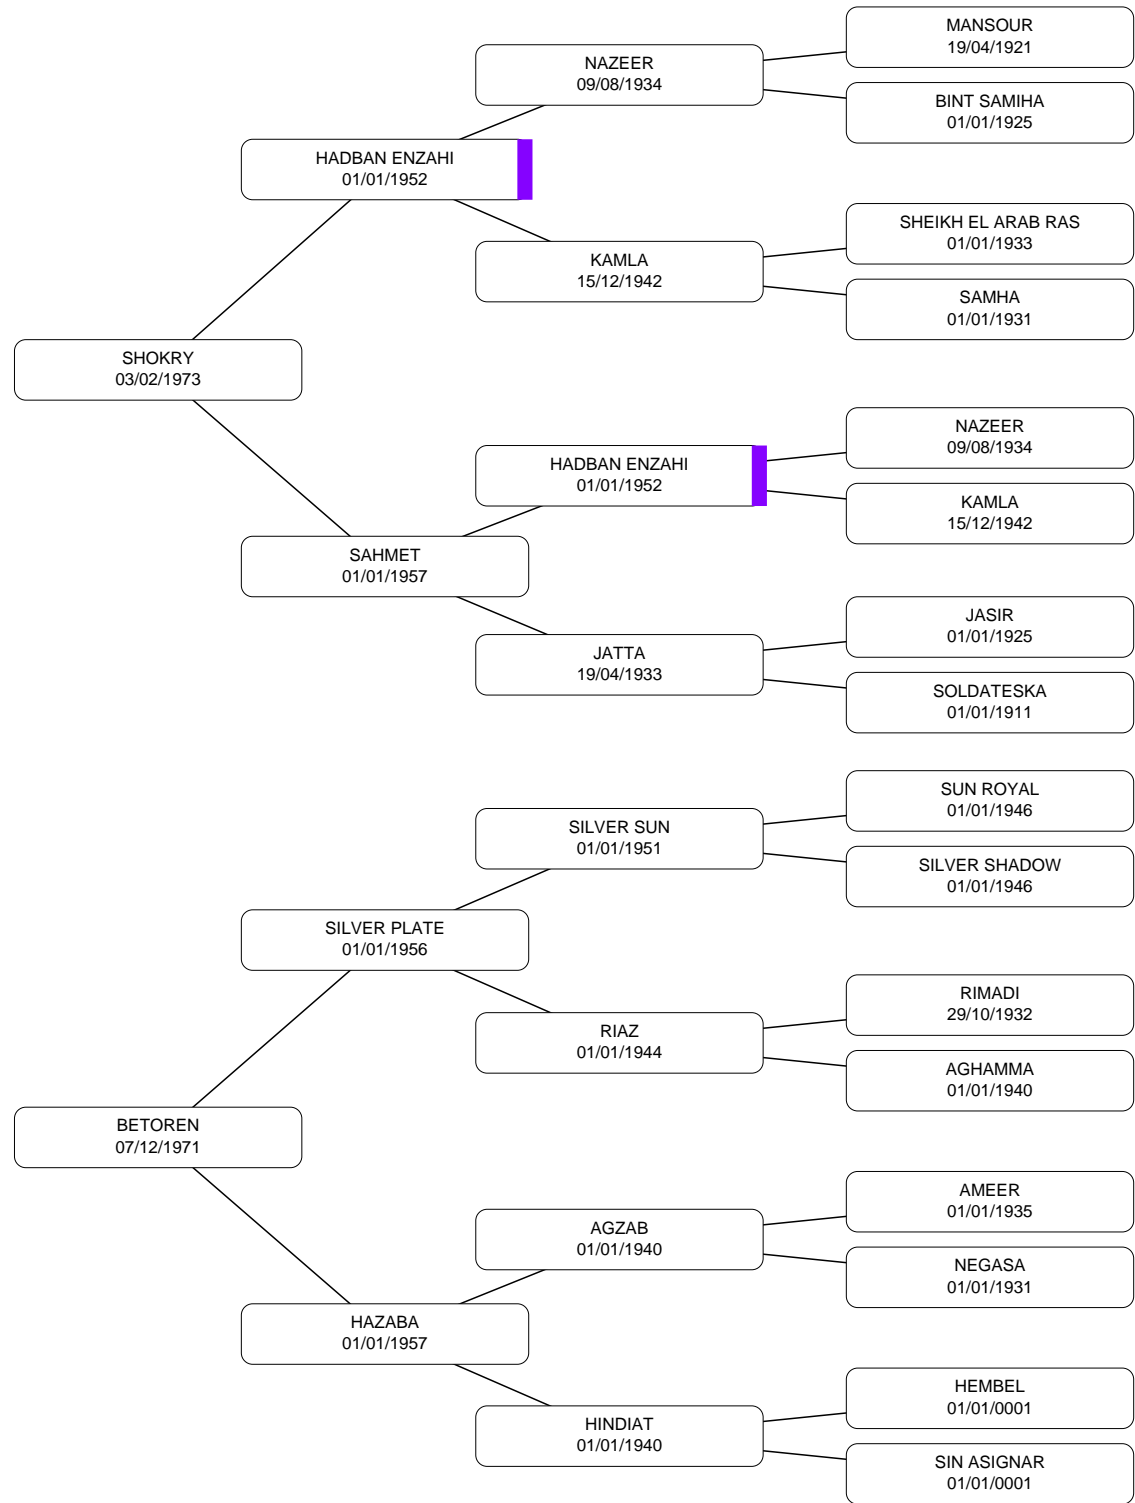 MANSOUR
19/04/1921
NAZEER
09/08/1934
BINT SAMIHA
01/01/1925
HADBAN ENZAHI
01/01/1952
SHEIKH EL ARAB RAS
01/01/1933
KAMLA
15/12/1942
SAMHA
01/01/1931
SHOKRY
03/02/1973
NAZEER
09/08/1934
HADBAN ENZAHI
01/01/1952
KAMLA
15/12/1942
SAHMET
01/01/1957
JASIR
01/01/1925
JATTA
19/04/1933
SOLDATESKA
01/01/1911
SUN ROYAL
01/01/1946
SILVER SUN
01/01/1951
SILVER SHADOW
01/01/1946
SILVER PLATE
01/01/1956
RIMADI
29/10/1932
RIAZ
01/01/1944
AGHAMMA
01/01/1940
BETOREN
07/12/1971
AMEER
01/01/1935
AGZAB
01/01/1940
NEGASA
01/01/1931
HAZABA
01/01/1957
HEMBEL
01/01/0001
HINDIAT
01/01/1940
SIN ASIGNAR
01/01/0001